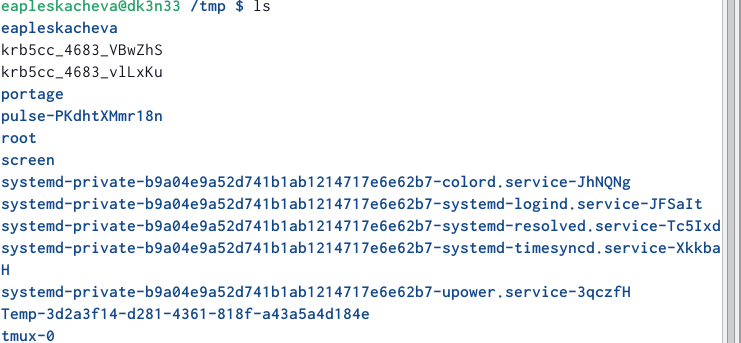 eapleskacheva@dk3n33 /tmp $ ls
eapleskacheva
krb5cc_4683_VBwZhS
krb5cc_4683_vlLxKu
portage
pulse-PKdhtXMmr18n
root
screen
systemd-private-b9a04e9a52d741b1ab1214717e6e62b7-colord.service-JhNQNg
systemd-private-b9a04e9a52d741b1ab1214717e6e62b7-systemd-logind.service-JFSaIt
systemd-private-b9a04e9a52d741b1ab1214717e6e62b7-systemd-resolved.service-Tc5Ixd
systemd-private-b9a04e9a52d741b1ab1214717e6e62b7-systemd-timesyncd.service-Xkkba
H
systemd-private-b9a04e9a52d741b1ab1214717e6e62b7-upower.service-3qczfH
Temp-3d2a3f14-d281-4361-818f-a43a5a4d184e
tmux-0